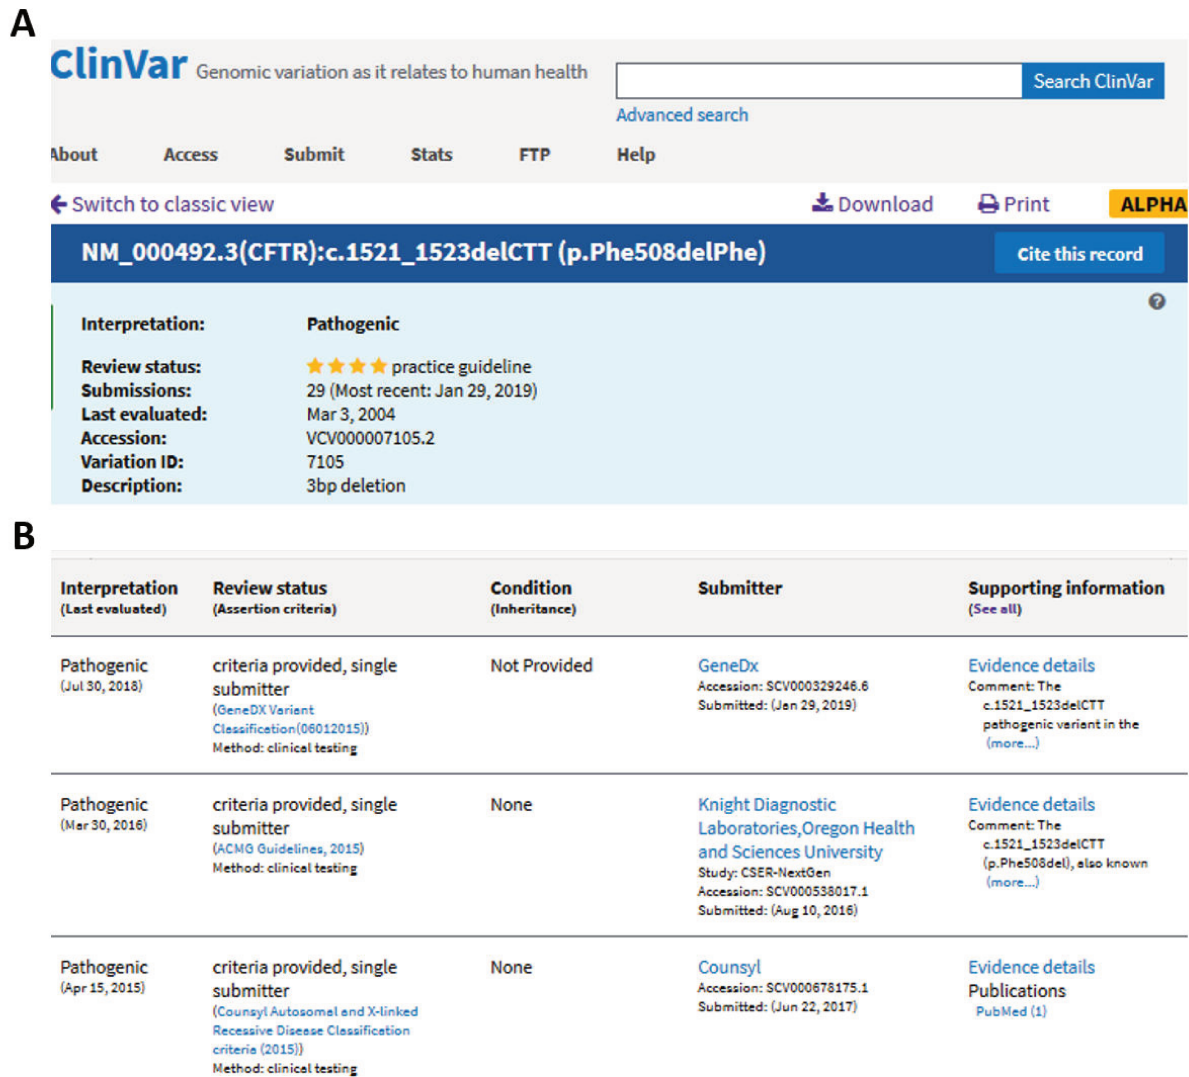 A
ClinVar Genomic variation as it relates to human health
Search ClinVar
Advanced search
About Access Submit Stats FTP Help
Switch to classic view Download Print ALPHA
NM_000492.3(CFTR):c.1521_1523delCTT (p.Phe508delPhe) Cite this record
?
Interpretation: Pathogenic
Review status: practice guideline
Submissions: 29 (Most recent: Jan 29, 2019)
Last evaluated: Mar 3, 2004
Accession: VCV000007105.2
Variation ID: 7105
Description: 3bp deletion
B
Interpretation Review status Condition Submitter Supporting information
(Last evaluated) (Assertion criteria) (Inheritance) (See all)
Pathogenic criteria provided, single Not Provided GeneDx Evidence details
(Jul 30, 2018) submitter Accession: SCV000329246.6 Comment: The
(GeneDX Variant Submitted: (Jan 29, 2019) c.1521_1523delCTT
Classification(06012015)) pathogenic variant in the
Method: clinical testing (more...)
Pathogenic criteria provided, single None Knight Diagnostic Evidence details
(Mar 30, 2016) submitter Laboratories,Oregon Health Comment: The
(ACMG Guidelines, 2015) and Sciences University c.1521_1523delCTT
Method: clinical testing Study: CSER-NextGen (p.Phe508del), also known
Accession: SCV000538017.1 (more...)
Submitted: (Aug 10, 2016)
Pathogenic criteria provided, single None Counsyl Evidence details
(Apr 15, 2015) submitter Accession: SCV000678175.1 Publications
(Counsyl Autosomal and X-linked Submitted: (Jun 22, 2017) PubMed (1)
Recessive Disease Classification
criteria (2015))
Method: clinical testing